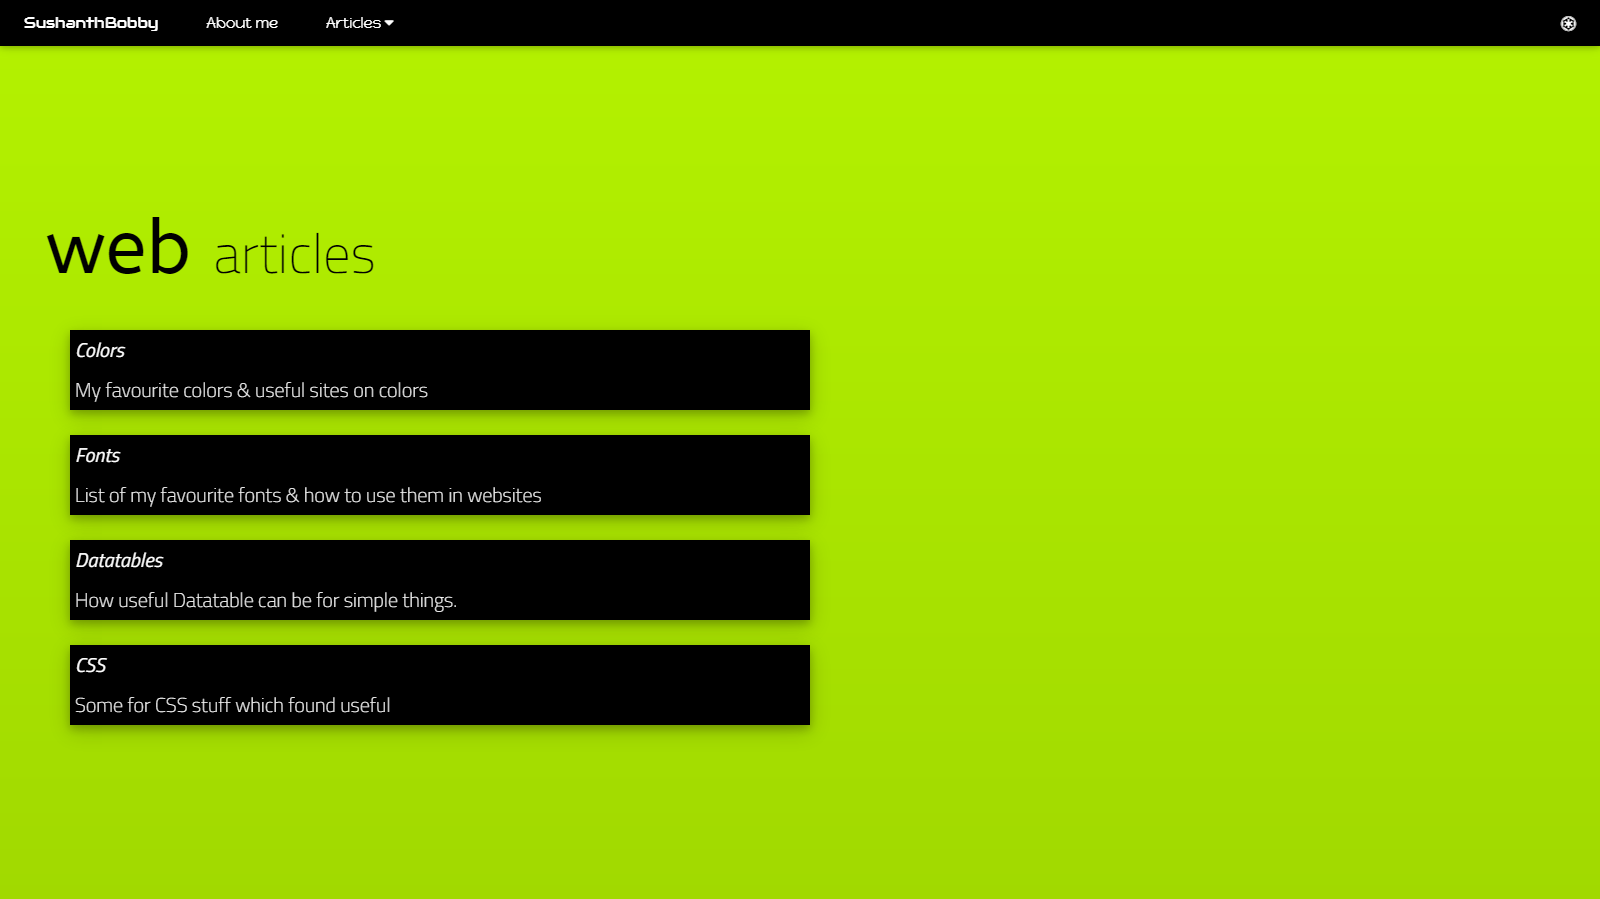 SushanthBobby About me Articles
web articles
Colors
My favourite colors & useful sites on colors
Fonts
List of my favourite fonts & how to use them in websites
Datatables
How useful Datatable can be for simple things.
CSS
Some for CSS stuff which found useful